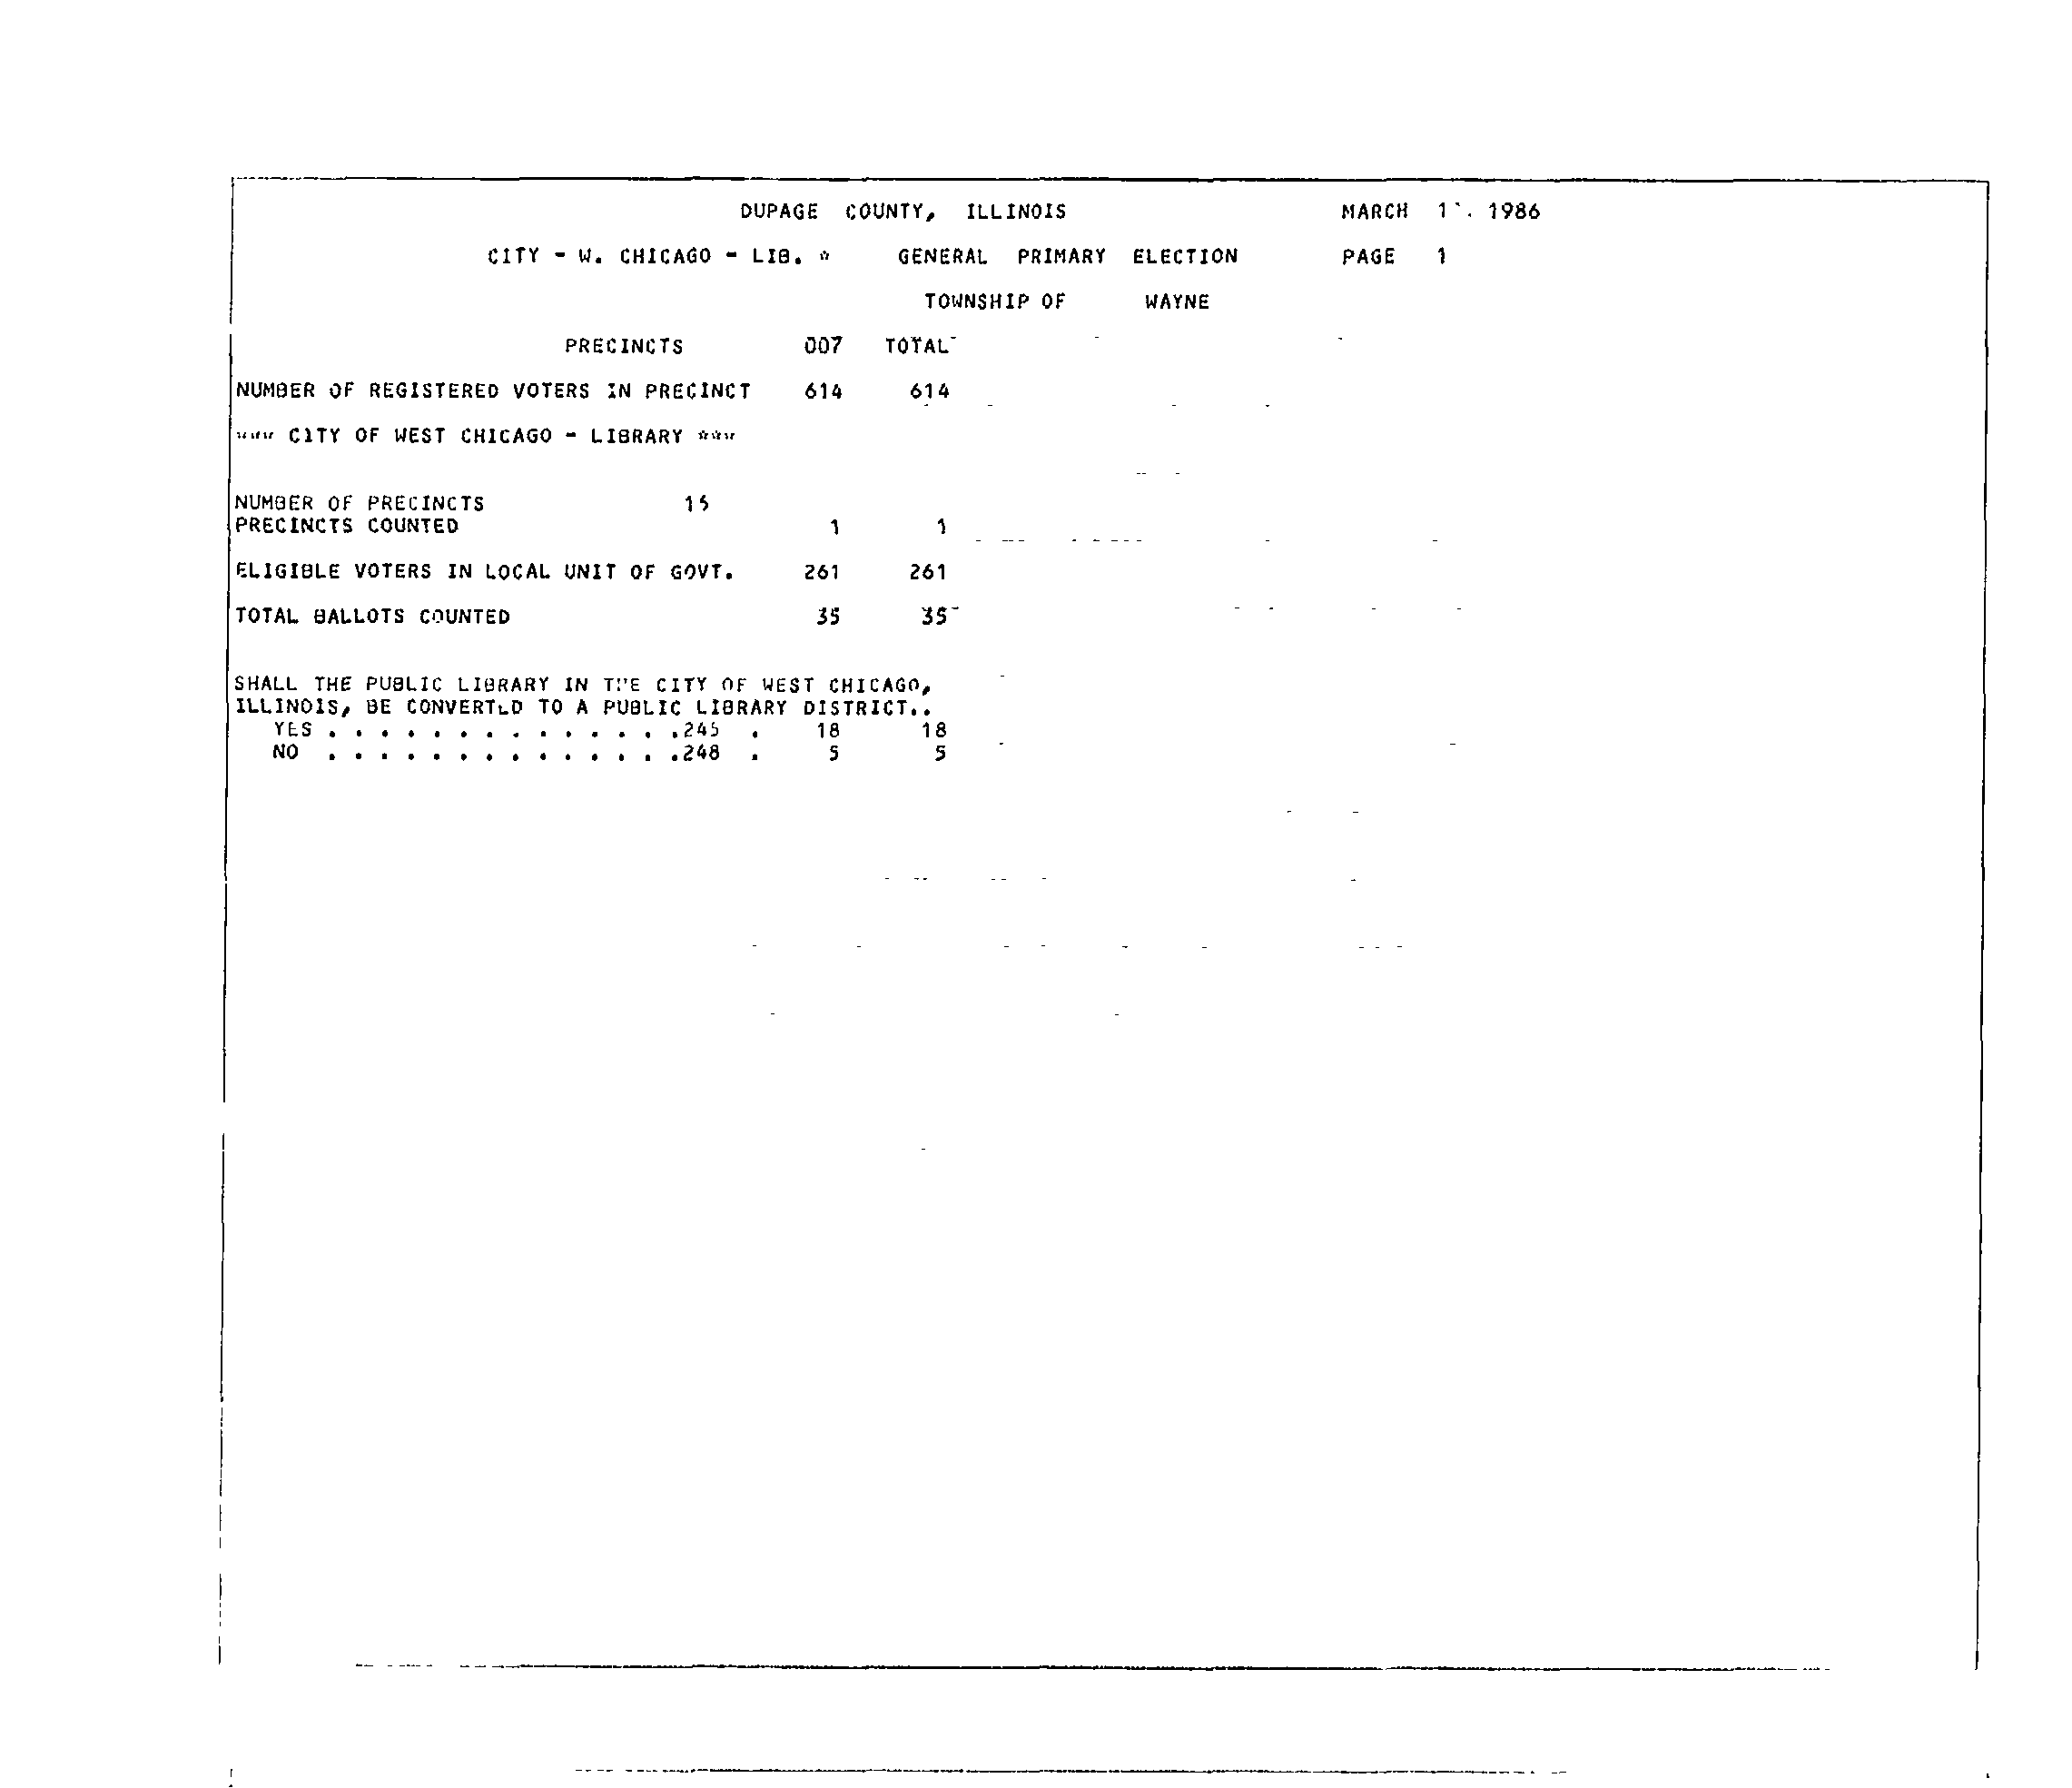 DUPAGE COUNTY, ILLINOIS MARCH 1 . 1986
CITY - W. CHICAGO - LIB. * GENERAL PRIMARY ELECTION PAGE 1
TOWNSHIP OF WAYNE
PRECINCTS 007 TOTAL
NUMBER OF REGISTERED VOTERS IN PRECINCT 614 614
*** CITY OF WEST CHICAGO - LIBRARY ***
NUMBER OF PRECINCTS 15
PRECINCTS COUNTED 1 1
ELIGIBLE VOTERS IN LOCAL UNIT OF GOVT. 261 261
TOTAL BALLOTS COUNTED 35 35
SHALL THE PUBLIC LIBRARY IN THE CITY OF WEST CHICAGO,
ILLINOIS, BE CONVERTED TO A PUBLIC LIBRARY DISTRICT..
YES . . . . . . . . . . . . . .245 . 18 18
NO . . . . . . . . . . . . . .248 . 5 5